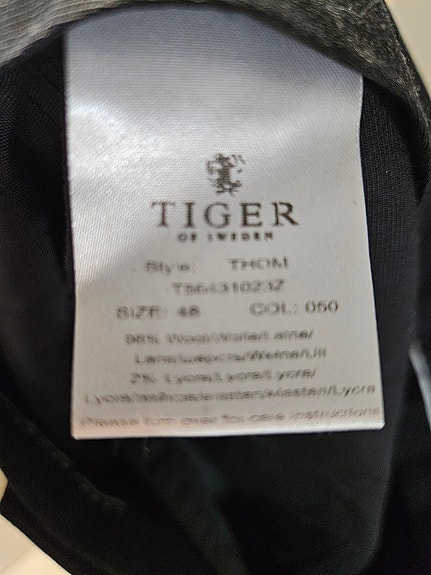 TIGER
OF SWEDEN
Style: THOM
T56431023Z
SIZE: 48 COL: 050
98% Wool/Wolle/Laine/
2% Lycra/Lycra/Lycra/
Please turn over for care instructions